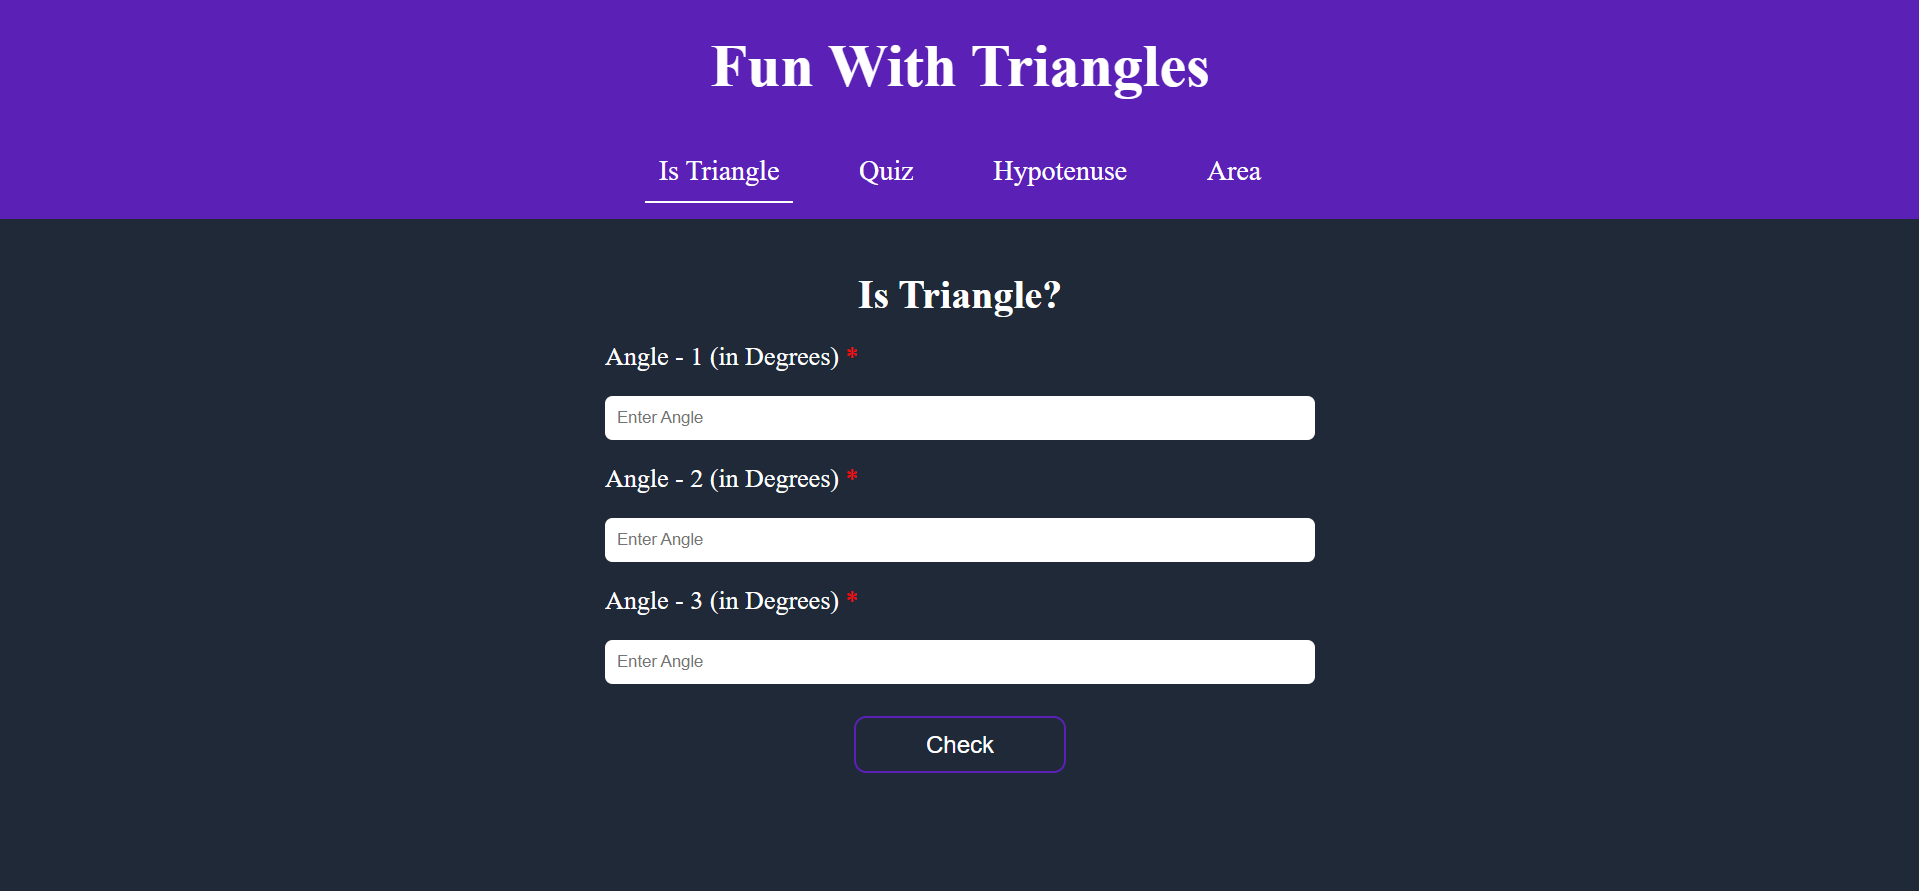 Fun With Triangles
Is Triangle Quiz Hypotenuse Area
Is Triangle?
Angle - 1 (in Degrees) *
Enter Angle
Angle - 2 (in Degrees) *
Enter Angle
Angle - 3 (in Degrees) *
Enter Angle
Check